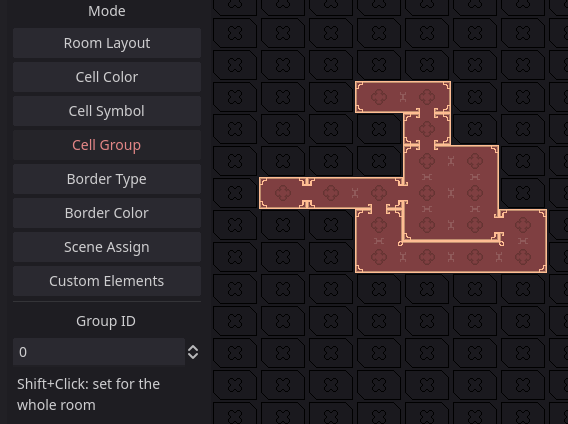 Mode
Room Layout
Cell Color
Cell Symbol
Cell Group
Border Type
Border Color
Scene Assign
Custom Elements
Group ID
0
Shift+Click: set for the
whole room